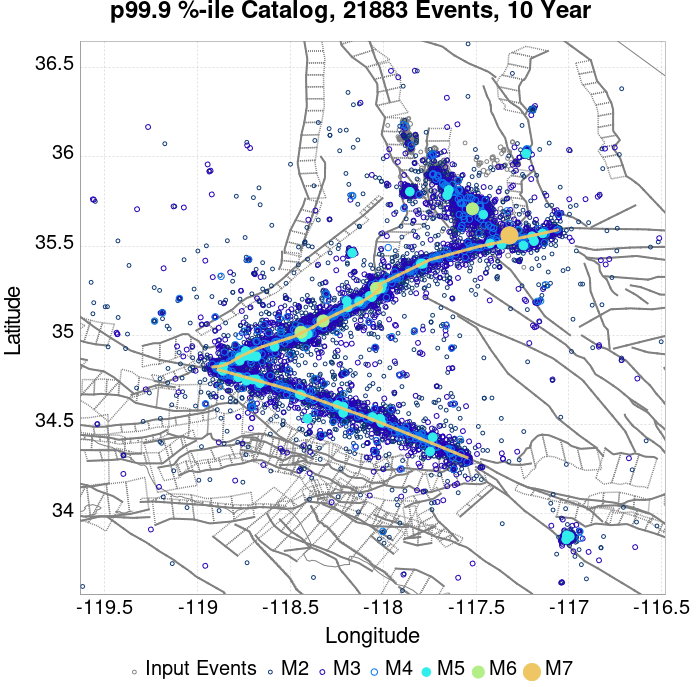 p99.9 %-ile Catalog, 21883 Events, 10 Year
36.5
36
35.5
35
34.5
34
Latitude
-119.5 -119 -118.5 -118 -117.5 -117 -116.5
Longitude
Input Events M2 M3 M4 M5 M6 M7